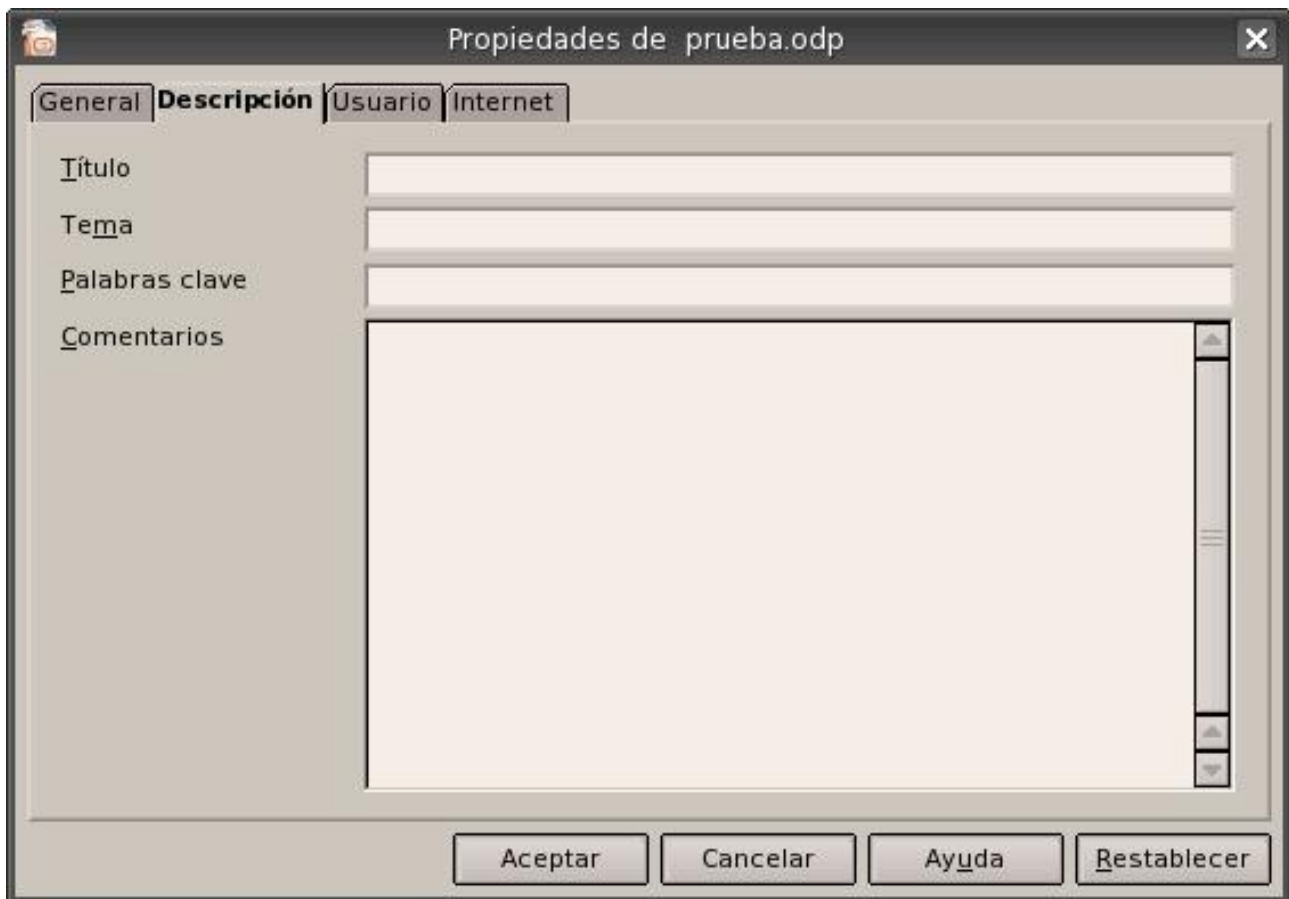 Propiedades de prueba.odp
General Descripción Usuario Internet
Título
Tema
Palabras clave
Comentarios
Aceptar Cancelar Ayuda Restablecer